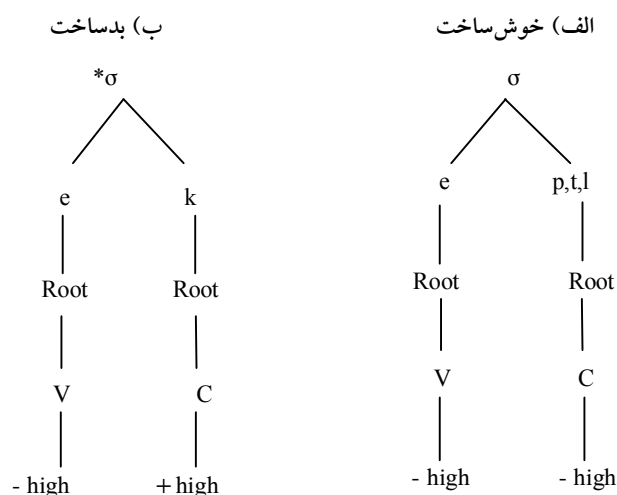 الف) خوش‌ساخت ب) بدساخت
σ *σ
e p,t,l e k
Root Root Root Root
V C V C
- high - high - high + high